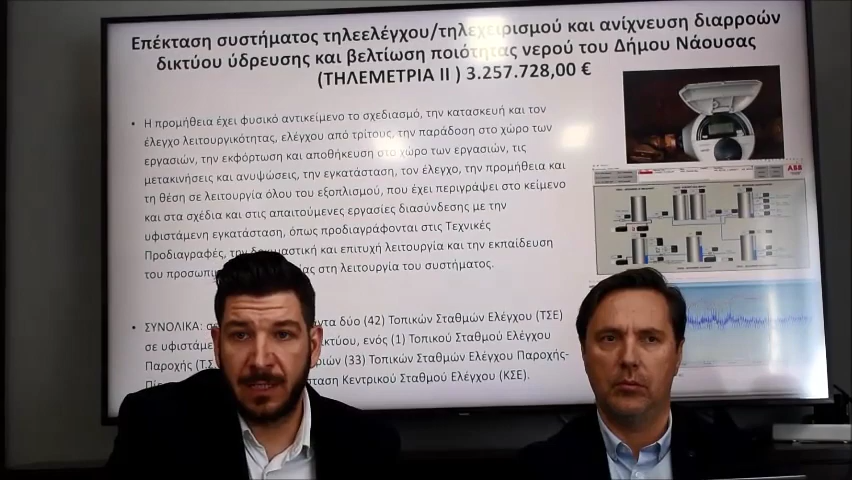 Επέκταση συστήματος τηλεελέγχου/τηλεχειρισμού και ανίχνευση διαρροών
δικτύου ύδρευσης και βελτίωση ποιότητας νερού του Δήμου Νάουσας
(ΤΗΛΕΜΕΤΡΙΑ ΙΙ ) 3.257.728,00 €
• Η προμήθεια έχει φυσικό αντικείμενο το σχεδιασμό, την κατασκευή και τον
έλεγχο λειτουργικότητας, ελέγχου από τρίτους, την παράδοση στο χώρο των
εργασιών, την εκφόρτωση και αποθήκευση στο χώρο των εργασιών, τις
μετακινήσεις και ανυψώσεις, την εγκατάσταση, τον έλεγχο, την προμήθεια και
τη θέση σε λειτουργία όλου του εξοπλισμού, που έχει περιγράψει στο κείμενο
και στα σχέδια και στις απαιτούμενες εργασίες διασύνδεσης με την
υφιστάμενη εγκατάσταση, όπως προδιαγράφονται στις Τεχνικές
Προδιαγραφές, την δοκιμαστική και επιτυχή λειτουργία και την εκπαίδευση
του στη λειτουργία του συστήματος.
• ΣΥΝΟΛΙΚΑ: δύο (42) Τοπικών Σταθμών Ελέγχου (ΤΣΕ)
σε ενός (1) Τοπικού Σταθμού Ελέγχου
Παροχής (33) Τοπικών Σταθμών Ελέγχου Παροχής-
Κεντρικού Σταθμού Ελέγχου (ΚΣΕ).
ABB